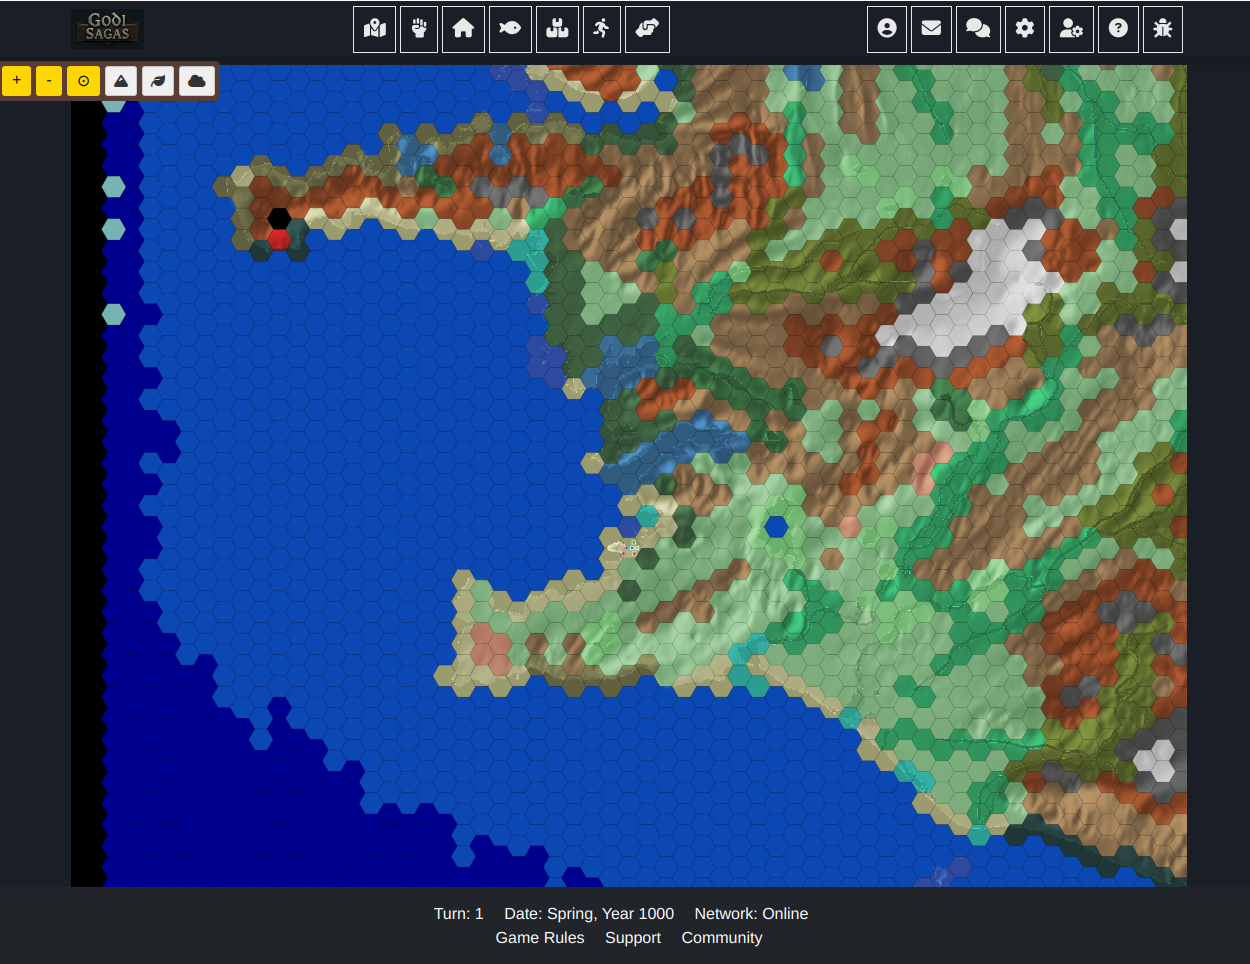 GODI
SAGAS
+ - ⊙
Turn: 1 Date: Spring, Year 1000 Network: Online
Game Rules Support Community